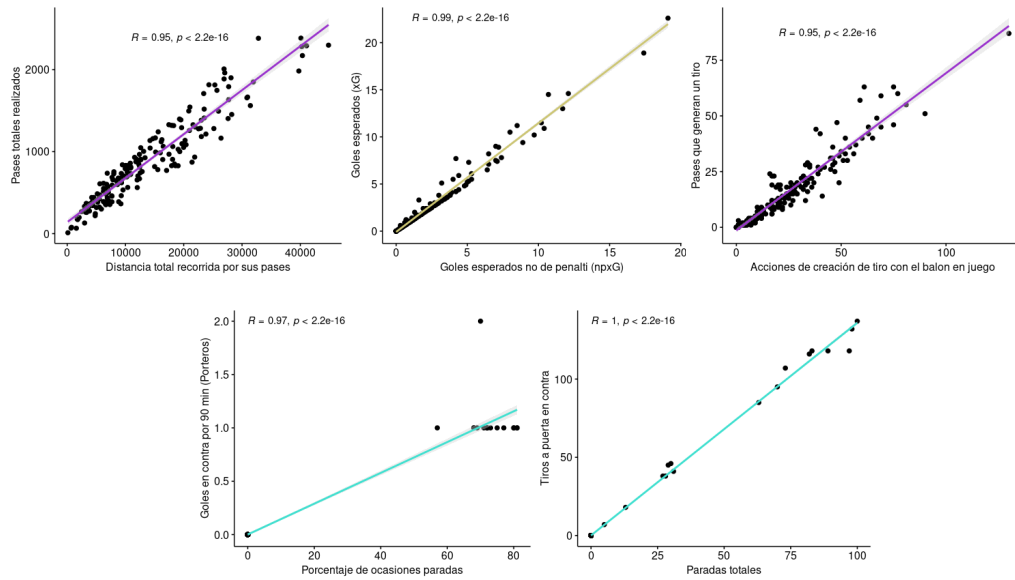 R = 0.95, p < 2.2e-16
Pases totales realizados
2000
1000
0
0 10000 20000 30000 40000
Distancia total recorrida por sus pases
R = 0.99, p < 2.2e-16
Goles esperados (xG)
20
15
10
5
0
0 5 10 15 20
Goles esperados no de penalti (npxG)
R = 0.95, p < 2.2e-16
Pases que generan un tiro
75
50
25
0
0 50 100
Acciones de creación de tiro con el balon en juego
R = 0.97, p < 2.2e-16
Goles en contra por 90 min (Porteros)
2.0
1.5
1.0
0.5
0.0
0 20 40 60 80
Porcentaje de ocasiones paradas
R = 1, p < 2.2e-16
Tiros a puerta en contra
100
50
0
0 25 50 75 100
Paradas totales